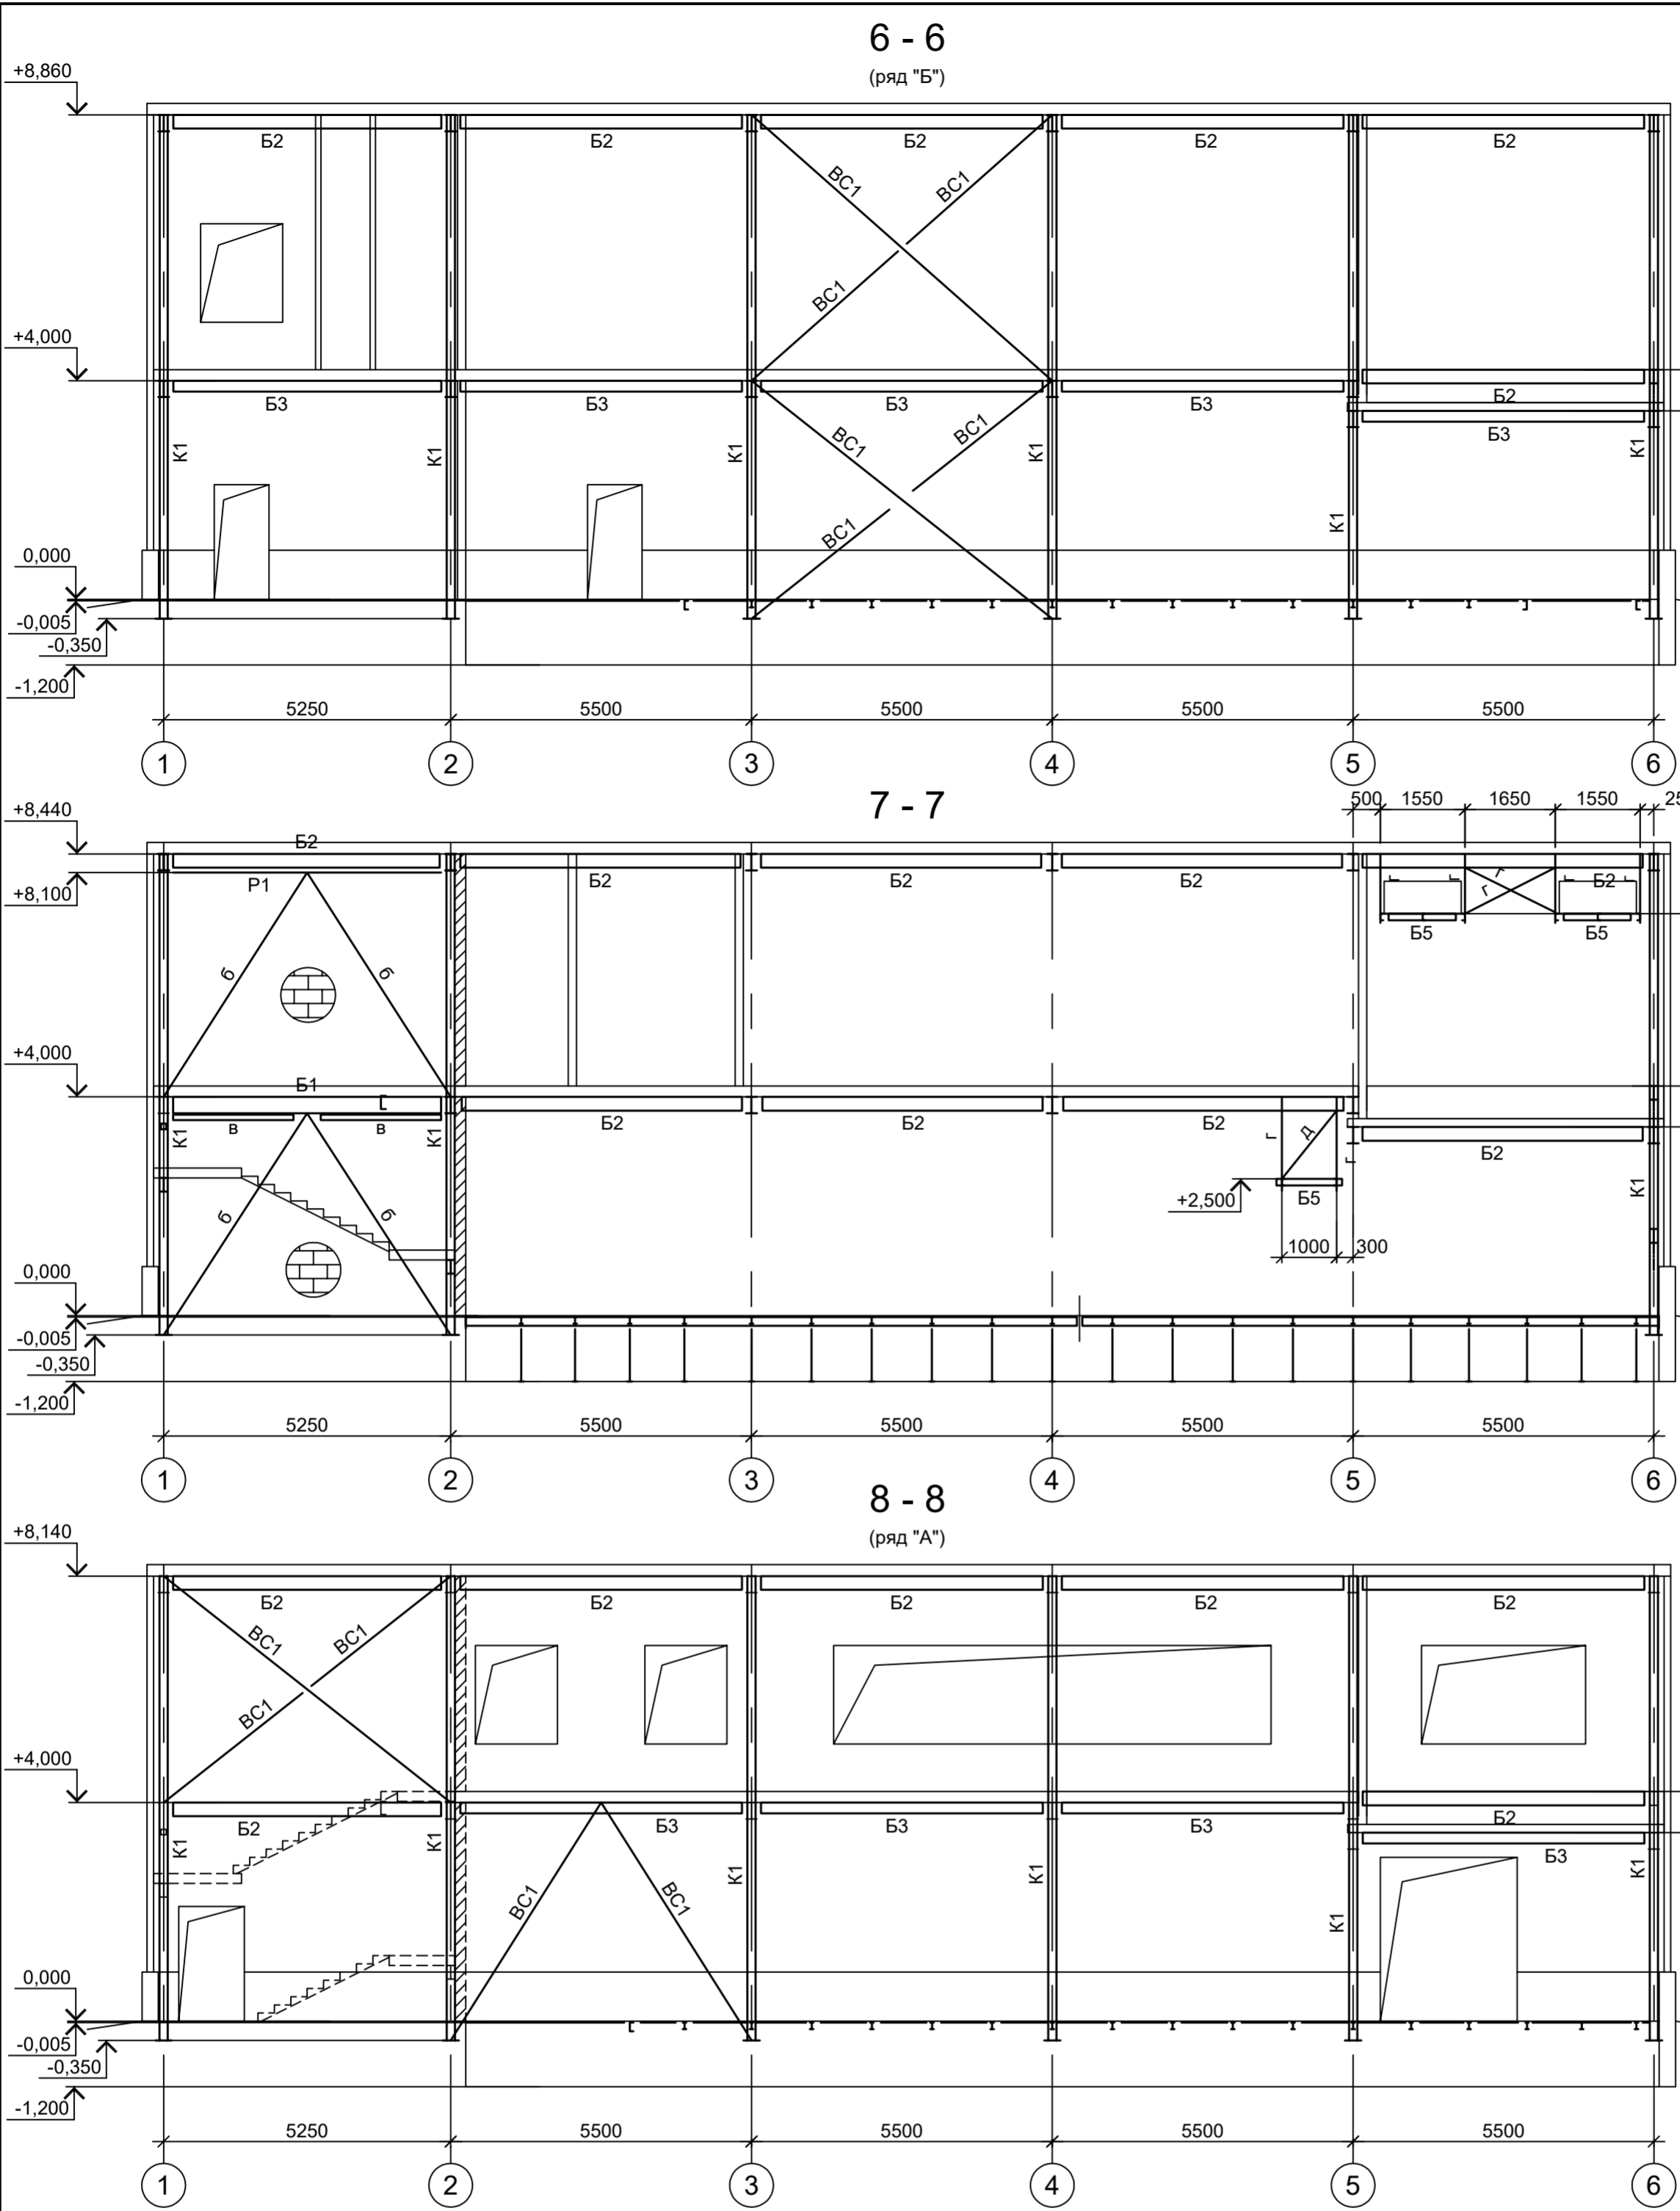 6 - 6
(ряд "Б")
+8,860
Б2 Б2 Б2 Б2 Б2
ВС1 ВС1
ВС1
+4,000
Б3 Б3 Б3 Б3 Б2
Б3
К1 К1 К1 К1 К1 К1
ВС1 ВС1
ВС1
0,000
-0,005
-0,350
-1,200
5250 5500 5500 5500 5500
1 2 3 4 5 6
7 - 7
500 1550 1650 1550
+8,440
Б2
Р1 Б2 Б2 Б2 г г Б2
+8,100
Б5 Б5
б б
+4,000
Б1
в в
К1 К1
Б2 Б2 Б2 г д г Б2
К1
+2,500
Б5
б б
1000 300
0,000
-0,005
-0,350
-1,200
5250 5500 5500 5500 5500
1 2 3 4 5 6
8 - 8
(ряд "А")
+8,140
Б2 Б2 Б2 Б2 Б2
ВС1 ВС1
ВС1
+4,000
Б2 Б3 Б3 Б3 Б2
Б3
К1 К1 К1 К1 К1 К1
ВС1 ВС1
0,000
-0,005
-0,350
-1,200
5250 5500 5500 5500 5500
1 2 3 4 5 6